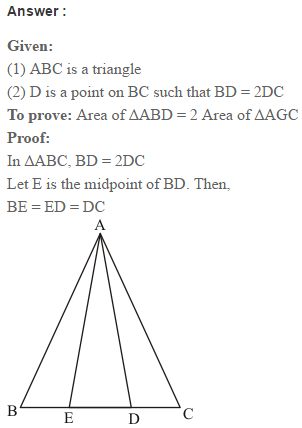 Answer :
Given:
(1) ABC is a triangle
(2) D is a point on BC such that BD = 2DC
To prove: Area of ΔABD = 2 Area of ΔAGC
Proof:
In ΔABC, BD = 2DC
Let E is the midpoint of BD. Then,
BE = ED = DC
A
B E D C